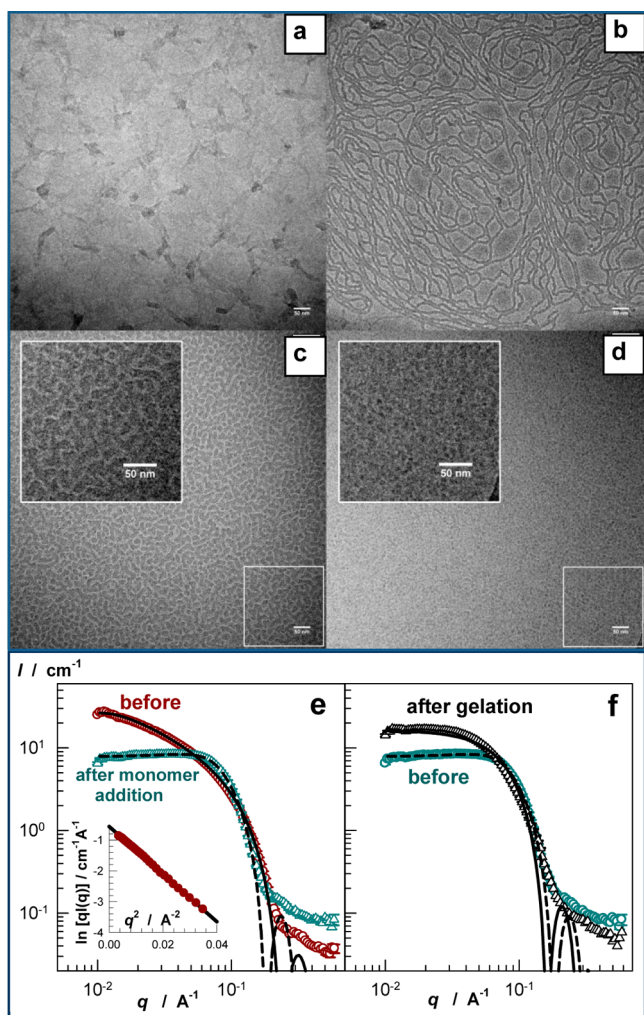 a
b
50 nm
50 nm
c
d
50 nm
50 nm
50 nm
50 nm
I / cm⁻¹
before
e
after gelation
f
10¹
after monomer
addition
before
10⁰
ln [qI(q)] / cm⁻¹A⁻¹
-1
-2
-3
-4
q² / A⁻²
0.00
0.02
0.04
10⁻¹
10⁻²
10⁻¹
10⁻²
10⁻¹
q / A⁻¹
q / A⁻¹